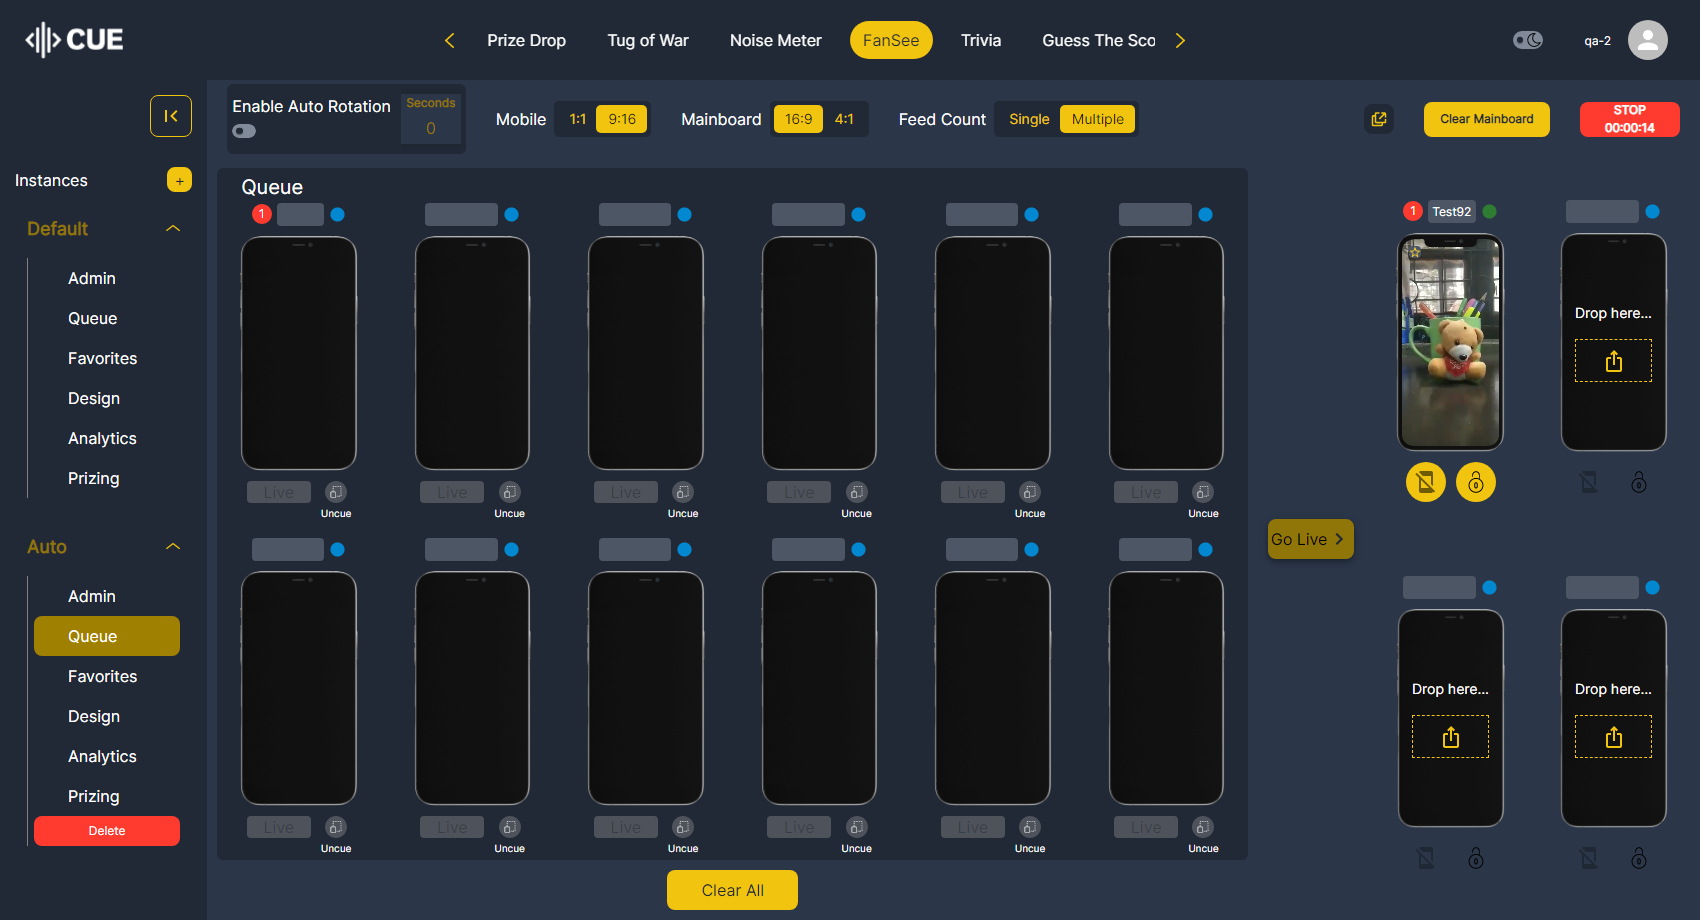 CUE
Prize Drop
Tug of War
Noise Meter
FanSee
Trivia
Guess The Sco
qa-2
Instances
+
Default
Admin
Queue
Favorites
Design
Analytics
Prizing
Auto
Admin
Queue
Favorites
Design
Analytics
Prizing
Delete
Enable Auto Rotation
Seconds
0
Mobile
1:1
9:16
Mainboard
16:9
4:1
Feed Count
Single
Multiple
Clear Mainboard
STOP
00:00:14
Queue
1
Live
Live
Live
Live
Live
Live
Uncue
Uncue
Uncue
Uncue
Uncue
Uncue
Live
Live
Live
Live
Live
Live
Uncue
Uncue
Uncue
Uncue
Uncue
Uncue
Clear All
Go Live
1
Test92
Drop here...
Drop here...
Drop here...